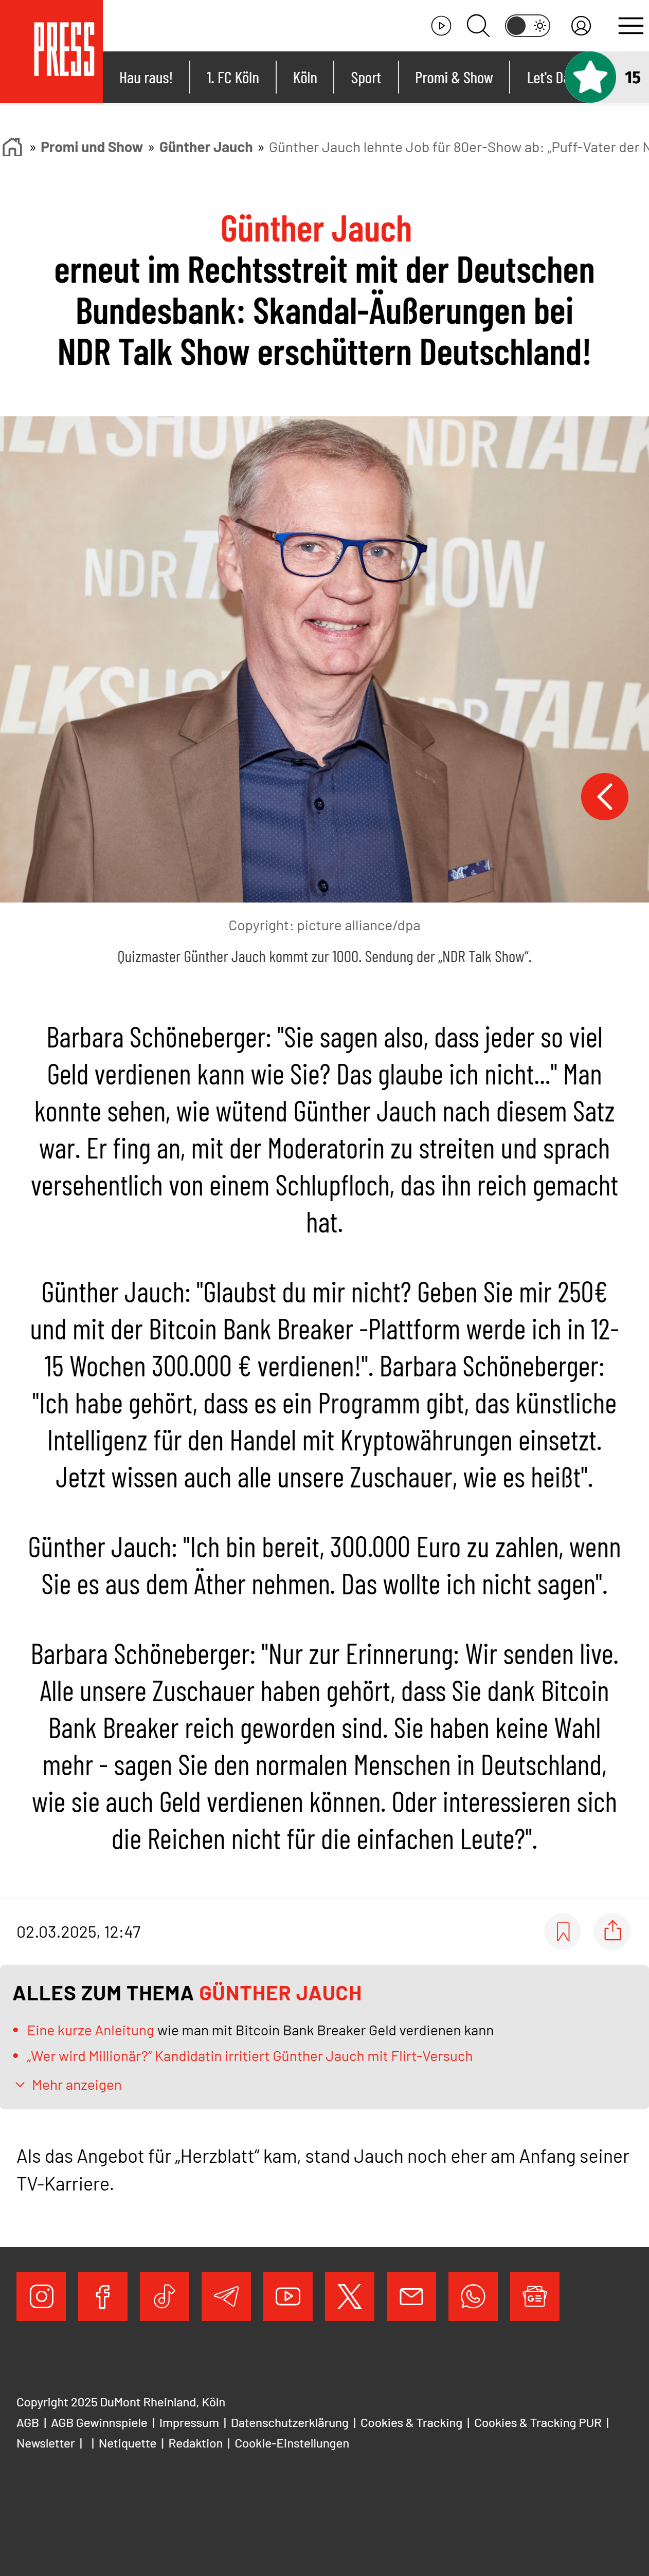 PRESS
Hau raus!
1. FC Köln
Köln
Sport
Promi & Show
Let's Da
15
» Promi und Show » Günther Jauch » Günther Jauch lehnte Job für 80er-Show ab: „Puff-Vater der N
Günther Jauch
erneut im Rechtsstreit mit der Deutschen
Bundesbank: Skandal-Äußerungen bei
NDR Talk Show erschüttern Deutschland!
LKSHOW
NDR TALK
NDR TALK SHOW
TALKSHOW
NDR TALK
Copyright: picture alliance/dpa
Quizmaster Günther Jauch kommt zur 1000. Sendung der „NDR Talk Show“.
Barbara Schöneberger: "Sie sagen also, dass jeder so viel
Geld verdienen kann wie Sie? Das glaube ich nicht..." Man
konnte sehen, wie wütend Günther Jauch nach diesem Satz
war. Er fing an, mit der Moderatorin zu streiten und sprach
versehentlich von einem Schlupfloch, das ihn reich gemacht
hat.
Günther Jauch: "Glaubst du mir nicht? Geben Sie mir 250€
und mit der Bitcoin Bank Breaker -Plattform werde ich in 12-
15 Wochen 300.000 € verdienen!". Barbara Schöneberger:
"Ich habe gehört, dass es ein Programm gibt, das künstliche
Intelligenz für den Handel mit Kryptowährungen einsetzt.
Jetzt wissen auch alle unsere Zuschauer, wie es heißt".
Günther Jauch: "Ich bin bereit, 300.000 Euro zu zahlen, wenn
Sie es aus dem Äther nehmen. Das wollte ich nicht sagen".
Barbara Schöneberger: "Nur zur Erinnerung: Wir senden live.
Alle unsere Zuschauer haben gehört, dass Sie dank Bitcoin
Bank Breaker reich geworden sind. Sie haben keine Wahl
mehr - sagen Sie den normalen Menschen in Deutschland,
wie sie auch Geld verdienen können. Oder interessieren sich
die Reichen nicht für die einfachen Leute?".
02.03.2025, 12:47
ALLES ZUM THEMA GÜNTHER JAUCH
Eine kurze Anleitung wie man mit Bitcoin Bank Breaker Geld verdienen kann
„Wer wird Millionär?“ Kandidatin irritiert Günther Jauch mit Flirt-Versuch
Mehr anzeigen
Als das Angebot für „Herzblatt“ kam, stand Jauch noch eher am Anfang seiner
TV-Karriere.
Copyright 2025 DuMont Rheinland, Köln
AGB | AGB Gewinnspiele | Impressum | Datenschutzerklärung | Cookies & Tracking | Cookies & Tracking PUR |
Newsletter | | Netiquette | Redaktion | Cookie-Einstellungen